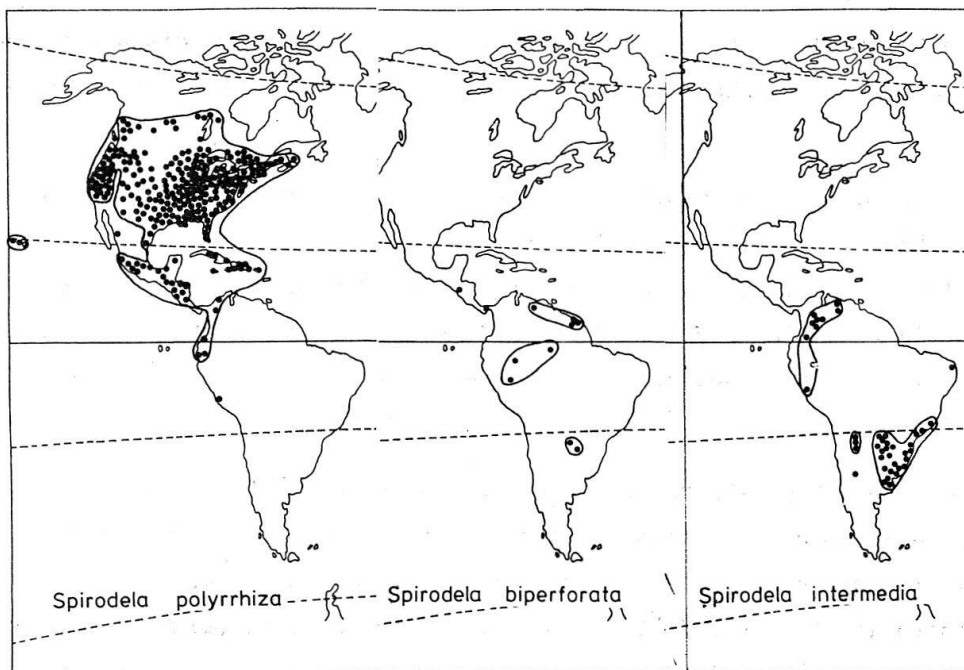 Spirodela polyrrhiza
Spirodela biperforata
Spirodela intermedia